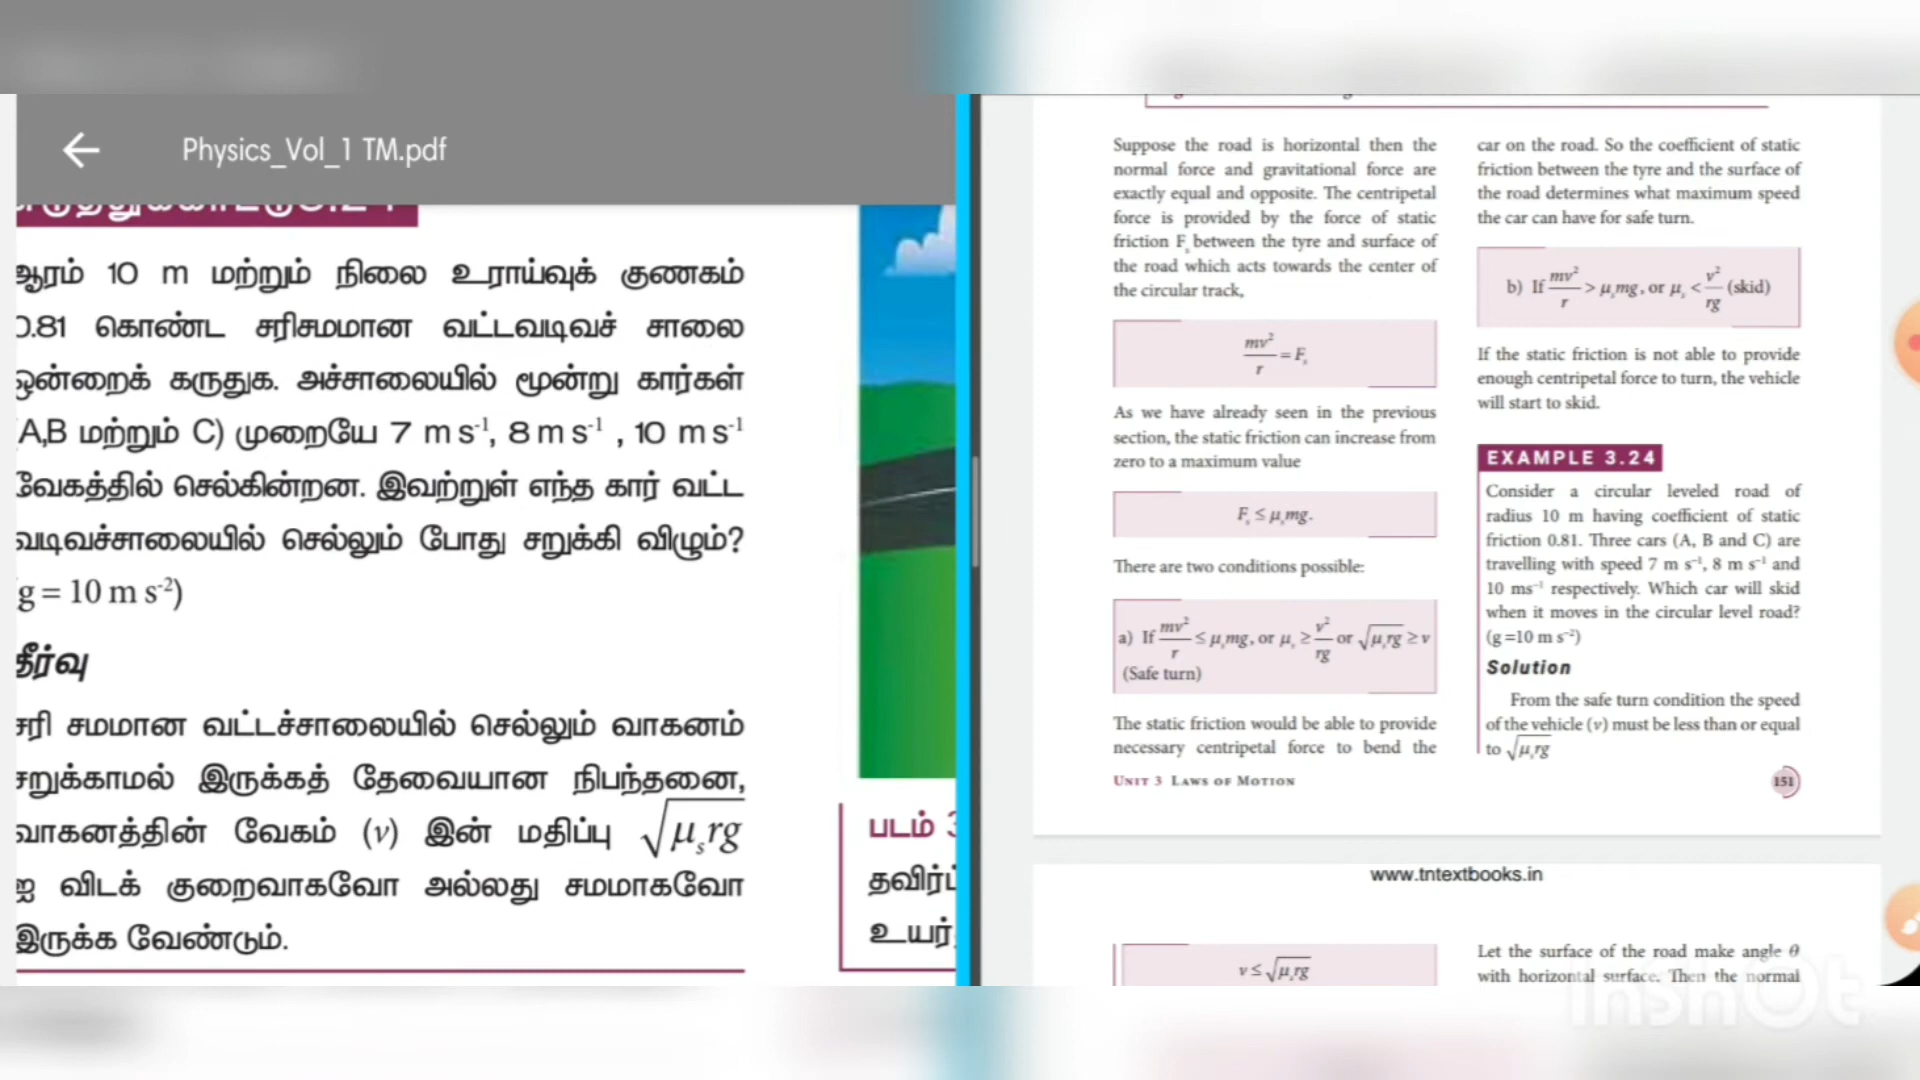 Physics_Vol_1 TM.pdf
ஆரம் 10 m மற்றும் நிலை உராய்வுக் குணகம்
0.81 கொண்ட சரிசமமான வட்டவடிவச் சாலை
ஒன்றைக் கருதுக. அச்சாலையில் மூன்று கார்கள்
(A,B மற்றும் C) முறையே 7 m s⁻¹, 8 m s⁻¹ , 10 m s⁻¹
வேகத்தில் செல்கின்றன. இவற்றுள் எந்த கார் வட்ட
வடிவச்சாலையில் செல்லும் போது சறுக்கி விழும்?
(g = 10 m s⁻²)
தீர்வு
சரி சமமான வட்டச்சாலையில் செல்லும் வாகனம்
சறுக்காமல் இருக்கத் தேவையான நிபந்தனை,
வாகனத்தின் வேகம் (v) இன் மதிப்பு √μₛrg
ஐ விடக் குறைவாகவோ அல்லது சமமாகவோ
இருக்க வேண்டும்.
படம் 3
உயர்
Suppose the road is horizontal then the
normal force and gravitational force are
exactly equal and opposite. The centripetal
force is provided by the force of static
friction Fₛ between the tyre and surface of
the road which acts towards the center of
the circular track,
mv²/r = Fₛ
As we have already seen in the previous
section, the static friction can increase from
zero to a maximum value
Fₛ ≤ μₛmg.
There are two conditions possible:
a) If mv²/r ≤ μₛmg, or μₛ ≥ v²/rg or √μₛrg ≥ v
(Safe turn)
The static friction would be able to provide
necessary centripetal force to bend the
UNIT 3 LAWS OF MOTION
car on the road. So the coefficient of static
friction between the tyre and the surface of
the road determines what maximum speed
the car can have for safe turn.
b) If mv²/r > μₛmg, or μₛ < v²/rg (skid)
If the static friction is not able to provide
enough centripetal force to turn, the vehicle
will start to skid.
EXAMPLE 3.24
Consider a circular leveled road of
radius 10 m having coefficient of static
friction 0.81. Three cars (A, B and C) are
travelling with speed 7 m s⁻¹, 8 m s⁻¹ and
10 ms⁻¹ respectively. Which car will skid
when it moves in the circular level road?
(g =10 m s⁻²)
Solution
From the safe turn condition the speed
of the vehicle (v) must be less than or equal
to √μₛrg
151
www.tntextbooks.in
v ≤ √μₛrg
Let the surface of the road make angle θ
with horizontal surface. Then the normal
InShOt